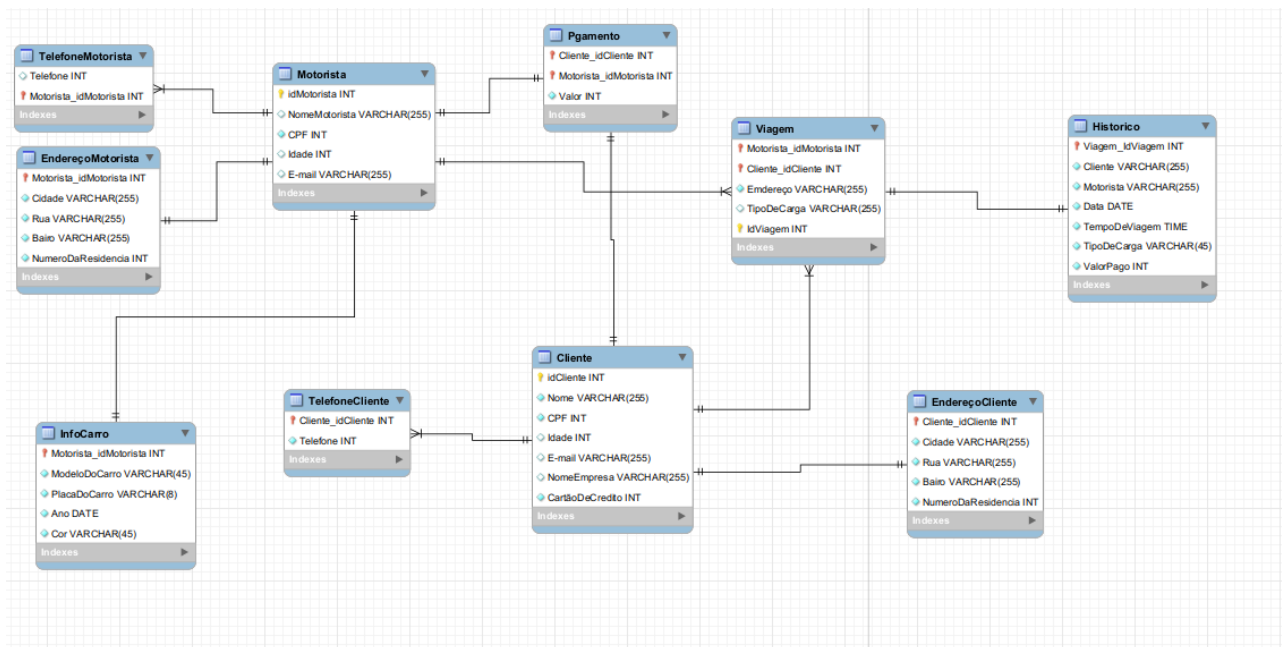 TelefoneMotorista
Telefone INT
Motorista_idMotorista INT
Indexes
EndereçoMotorista
Motorista_idMotorista INT
Cidade VARCHAR(255)
Rua VARCHAR(255)
Bairo VARCHAR(255)
NumeroDaResidencia INT
Indexes
Motorista
idMotorista INT
NomeMotorista VARCHAR(255)
CPF INT
Idade INT
E-mail VARCHAR(255)
Indexes
Pgamento
Cliente_idCliente INT
Motorista_idMotorista INT
Valor INT
Indexes
Viagem
Motorista_idMotorista INT
Cliente_idCliente INT
Emdereço VARCHAR(255)
TipoDeCarga VARCHAR(255)
IdViagem INT
Indexes
Historico
Viagem_IdViagem INT
Cliente VARCHAR(255)
Motorista VARCHAR(255)
Data DATE
TempoDeViagem TIME
TipoDeCarga VARCHAR(45)
ValorPago INT
Indexes
InfoCarro
Motorista_idMotorista INT
ModeloDoCarro VARCHAR(45)
PlacaDoCarro VARCHAR(8)
Ano DATE
Cor VARCHAR(45)
Indexes
TelefoneCliente
Cliente_idCliente INT
Telefone INT
Indexes
Cliente
idCliente INT
Nome VARCHAR(255)
CPF INT
Idade INT
E-mail VARCHAR(255)
NomeEmpresa VARCHAR(255)
CartãoDeCredito INT
Indexes
EndereçoCliente
Cliente_idCliente INT
Cidade VARCHAR(255)
Rua VARCHAR(255)
Bairo VARCHAR(255)
NumeroDaResidencia INT
Indexes